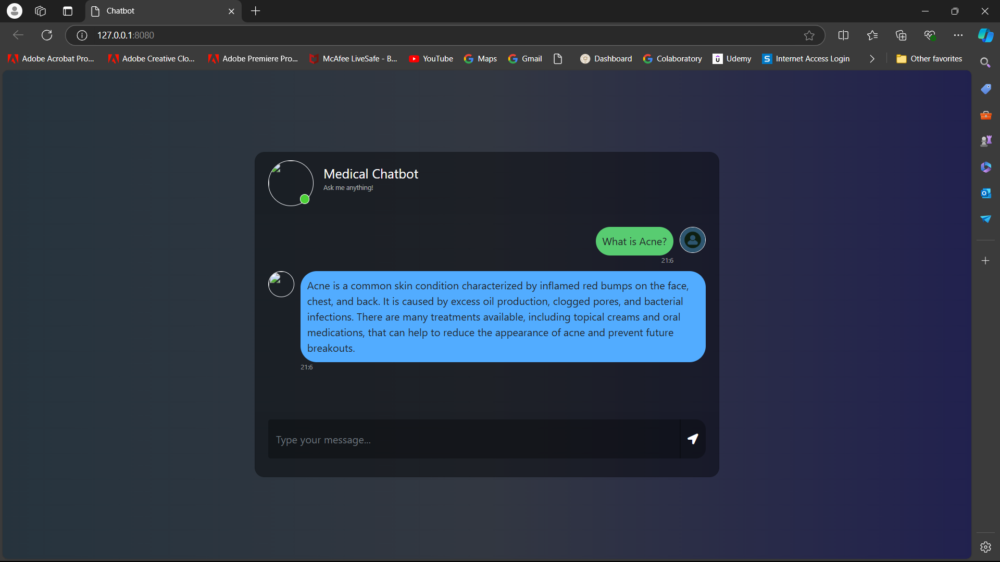 Chatbot
127.0.0.1:8080
Adobe Acrobat Pro...
Adobe Creative Clo...
Adobe Premiere Pro...
McAfee LiveSafe - B...
YouTube
Maps
Gmail
Dashboard
Colaboratory
Udemy
Internet Access Login
Other favorites
Medical Chatbot
Ask me anything!
What is Acne?
21:6
Acne is a common skin condition characterized by inflamed red bumps on the face,
chest, and back. It is caused by excess oil production, clogged pores, and bacterial
infections. There are many treatments available, including topical creams and oral
medications, that can help to reduce the appearance of acne and prevent future
breakouts.
21:6
Type your message...